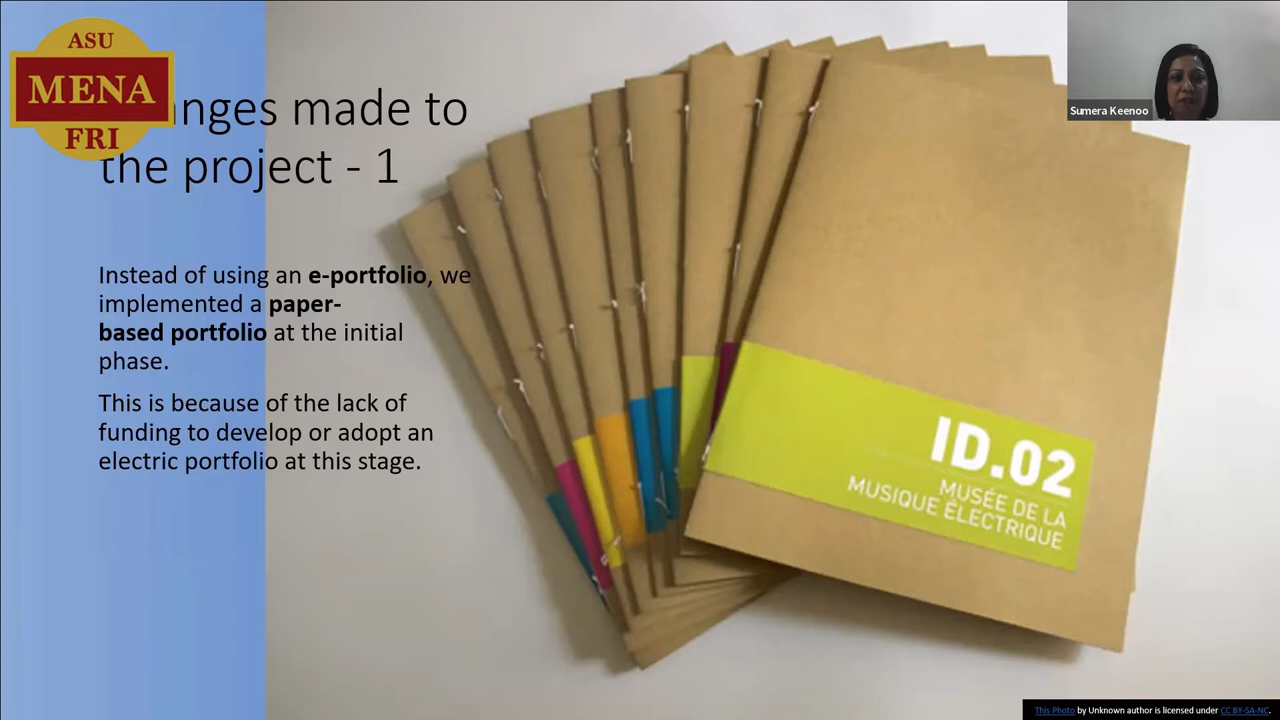 ASU
MENA
FRI
anges made to
the project - 1
Instead of using an e-portfolio, we
implemented a paper-
based portfolio at the initial
phase.
This is because of the lack of
funding to develop or adopt an
electric portfolio at this stage.
ID.02
MUSÉE DE LA
MUSIQUE ÉLECTRIQUE
Sumera Keenoo
This Photo by Unknown author is licensed under CC BY-SA-NC.